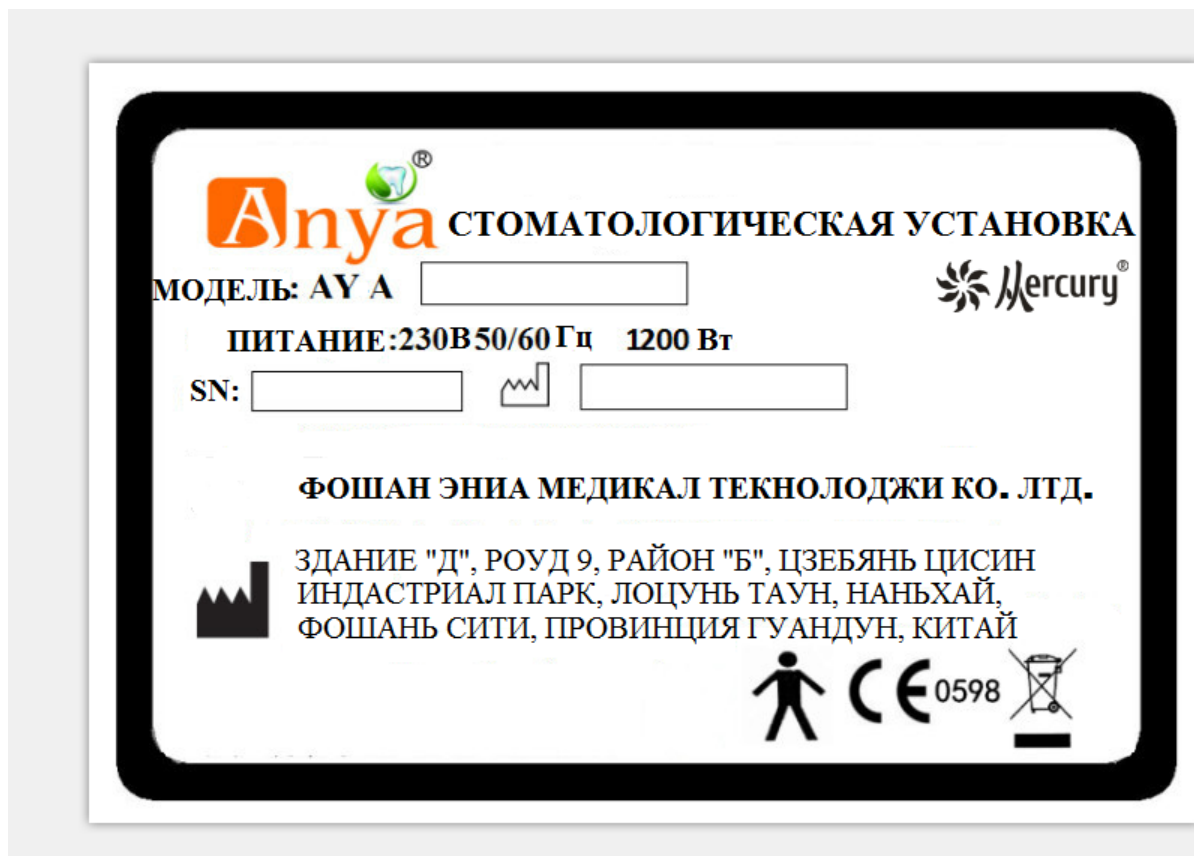 Anya® СТОМАТОЛОГИЧЕСКАЯ УСТАНОВКА
МОДЕЛЬ: AY A
Mercury®
ПИТАНИЕ:230В 50/60 Гц 1200 Вт
SN:
ФОШАН ЭНИА МЕДИКАЛ ТЕКНОЛОДЖИ КО. ЛТД.
ЗДАНИЕ "Д", РОУД 9, РАЙОН "Б", ЦЗЕБЯНЬ ЦИСИН
ИНДАСТРИАЛ ПАРК, ЛОЦУНЬ ТАУН, НАНЬХАЙ,
ФОШАНЬ СИТИ, ПРОВИНЦИЯ ГУАНДУН, КИТАЙ
CE 0598